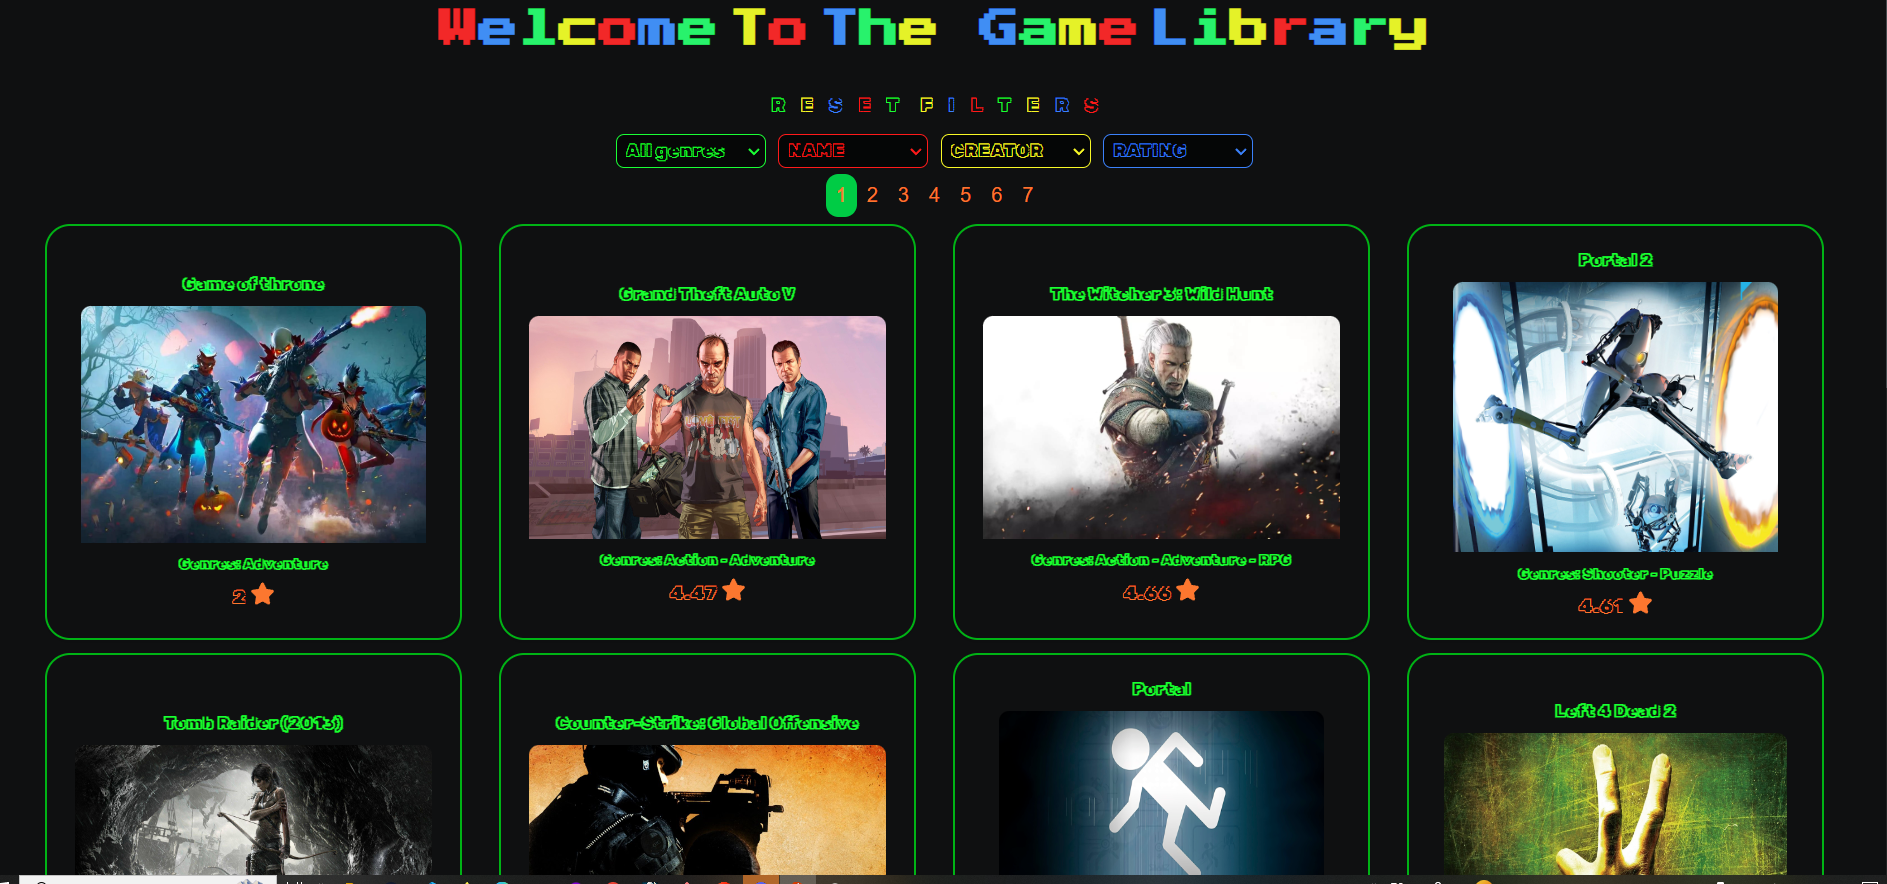 Welcome To The Game Library
RESET FILTERS
All genres NAME CREATOR RATING
1 2 3 4 5 6 7
Game of throne
Genres: Adventure
2
Grand Theft Auto V
Genres: Action - Adventure
4.47
The Witcher 3: Wild Hunt
Genres: Action - Adventure - RPG
4.66
Portal 2
Genres: Shooter - Puzzle
4.61
Tomb Raider (2013)
Counter-Strike: Global Offensive
Portal
Left 4 Dead 2